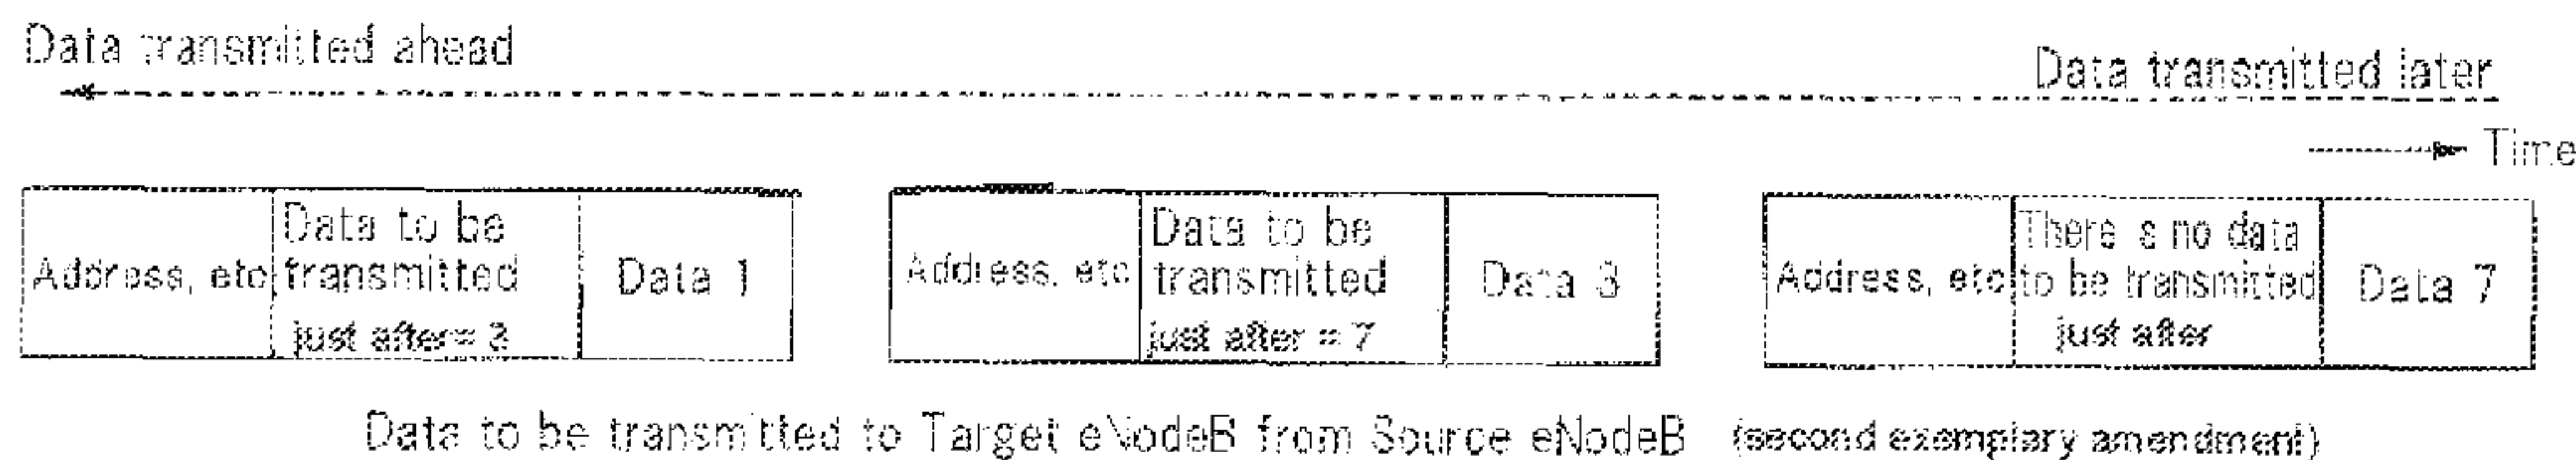 Data transmitted ahead
Data transmitted later
Time
Address, etc
Data to be
transmitted
just after = 3
Data 1
Address, etc
Data to be
transmitted
just after = 7
Data 3
Address, etc
There is no data
to be transmitted
just after
Data 7
Data to be transmitted to Target eNodeB from Source eNodeB (second exemplary amendment)